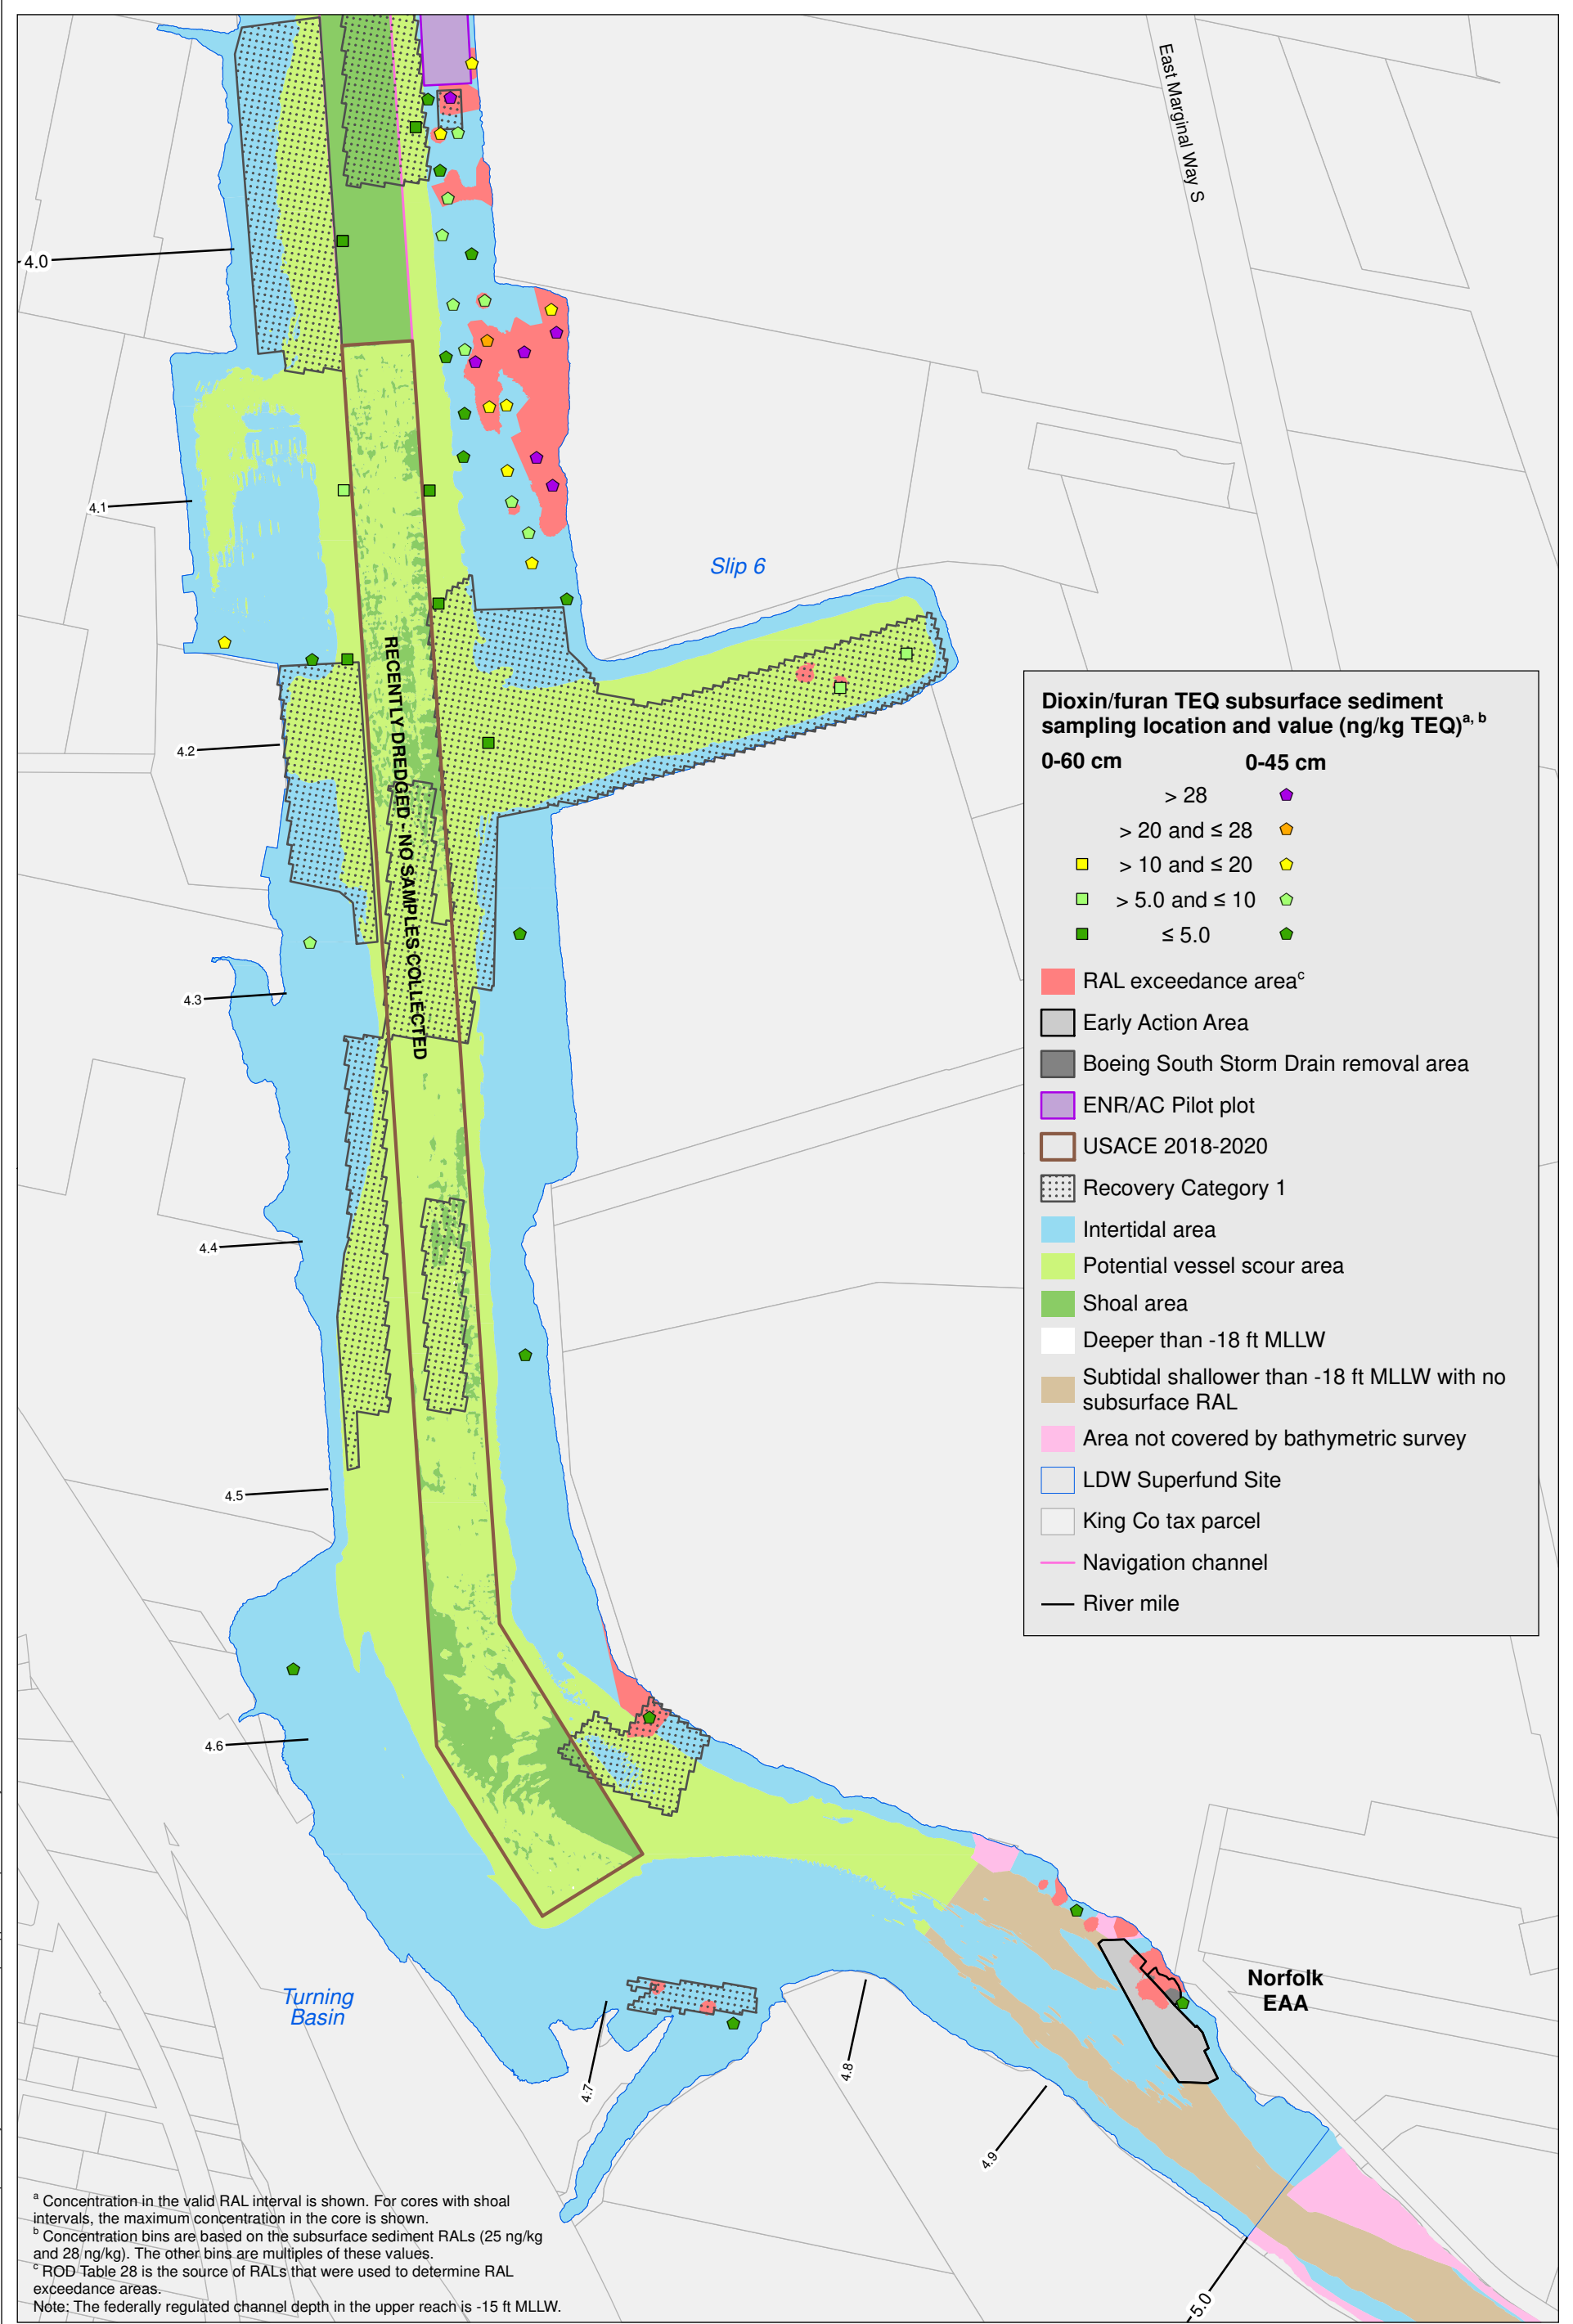 East Marginal Way S
4.0
4.1
Slip 6
RECENTLY DREDGED - NO SAMPLES COLLECTED
4.2
4.3
4.4
4.5
4.6
4.7
4.8
4.9
5.0
Turning
Basin
Norfolk
EAA
Dioxin/furan TEQ subsurface sediment
sampling location and value (ng/kg TEQ)a, b
0-60 cm 0-45 cm
> 28
> 20 and ≤ 28
> 10 and ≤ 20
> 5.0 and ≤ 10
≤ 5.0
RAL exceedance areac
Early Action Area
Boeing South Storm Drain removal area
ENR/AC Pilot plot
USACE 2018-2020
Recovery Category 1
Intertidal area
Potential vessel scour area
Shoal area
Deeper than -18 ft MLLW
Subtidal shallower than -18 ft MLLW with no
subsurface RAL
Area not covered by bathymetric survey
LDW Superfund Site
King Co tax parcel
Navigation channel
River mile
a Concentration in the valid RAL interval is shown. For cores with shoal
intervals, the maximum concentration in the core is shown.
b Concentration bins are based on the subsurface sediment RALs (25 ng/kg
and 28 ng/kg). The other bins are multiples of these values.
c ROD Table 28 is the source of RALs that were used to determine RAL
exceedance areas.
Note: The federally regulated channel depth in the upper reach is -15 ft MLLW.